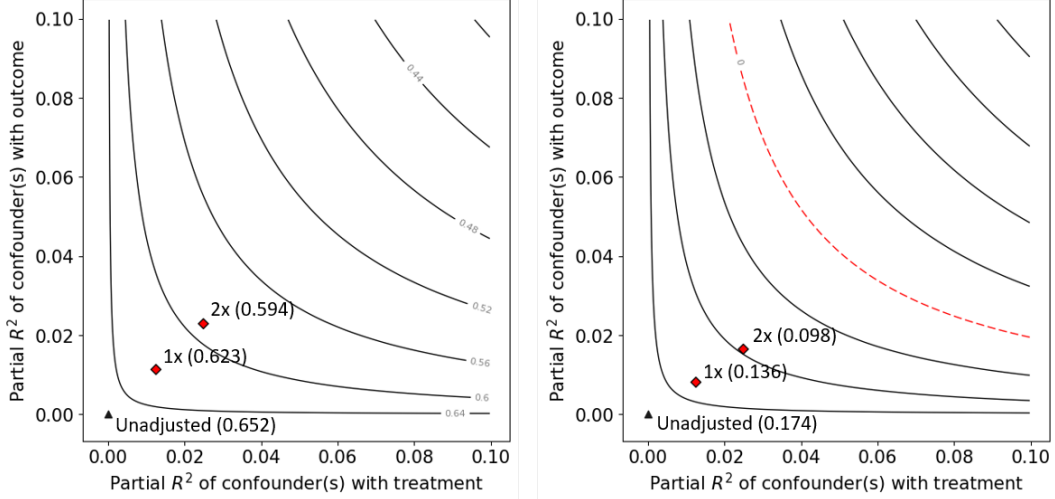 Partial R² of confounder(s) with outcome
0.10
0.08
0.06
0.04
0.02
0.00
0.44
0.48
0.52
0.56
0.6
0.64
2x (0.594)
1x (0.623)
Unadjusted (0.652)
0.00 0.02 0.04 0.06 0.08 0.10
Partial R² of confounder(s) with treatment
Partial R² of confounder(s) with outcome
0.10
0.08
0.06
0.04
0.02
0.00
0
2x (0.098)
1x (0.136)
Unadjusted (0.174)
0.00 0.02 0.04 0.06 0.08 0.10
Partial R² of confounder(s) with treatment